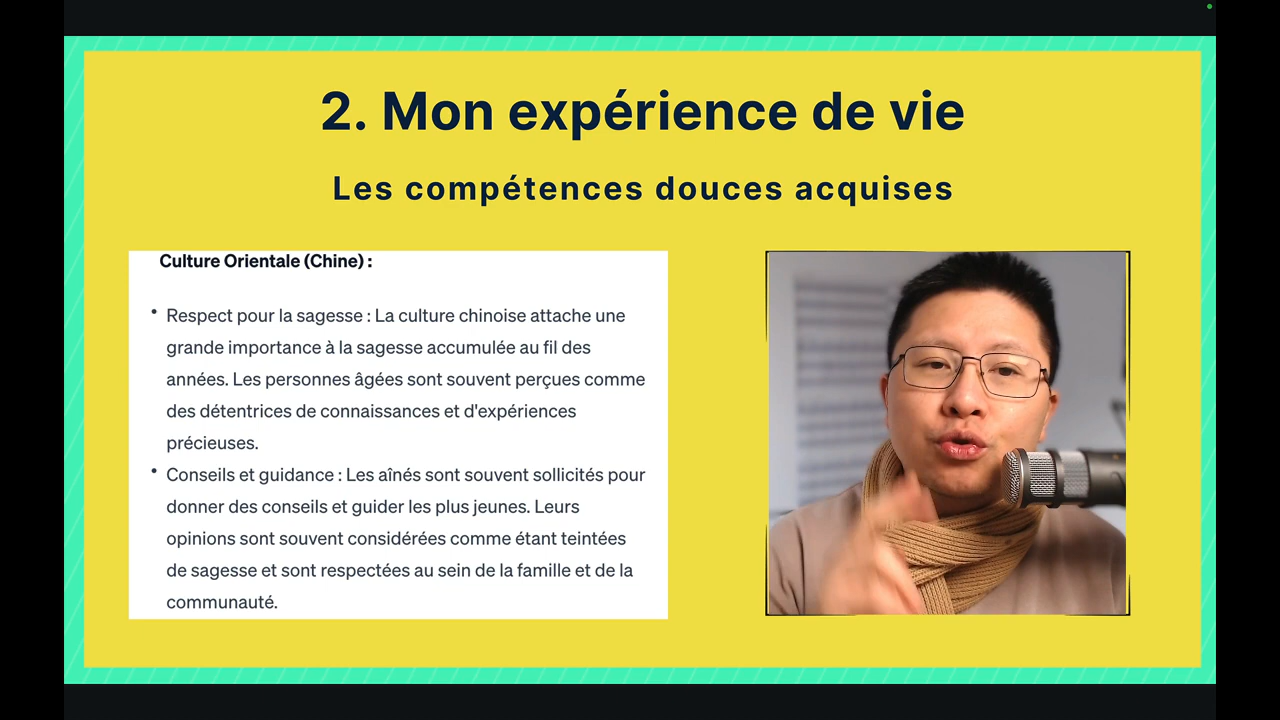 2. Mon expérience de vie
Les compétences douces acquises
Culture Orientale (Chine) :
• Respect pour la sagesse : La culture chinoise attache une
grande importance à la sagesse accumulée au fil des
années. Les personnes âgées sont souvent perçues comme
des détentrices de connaissances et d'expériences
précieuses.
• Conseils et guidance : Les aînés sont souvent sollicités pour
donner des conseils et guider les plus jeunes. Leurs
opinions sont souvent considérées comme étant teintées
de sagesse et sont respectées au sein de la famille et de la
communauté.